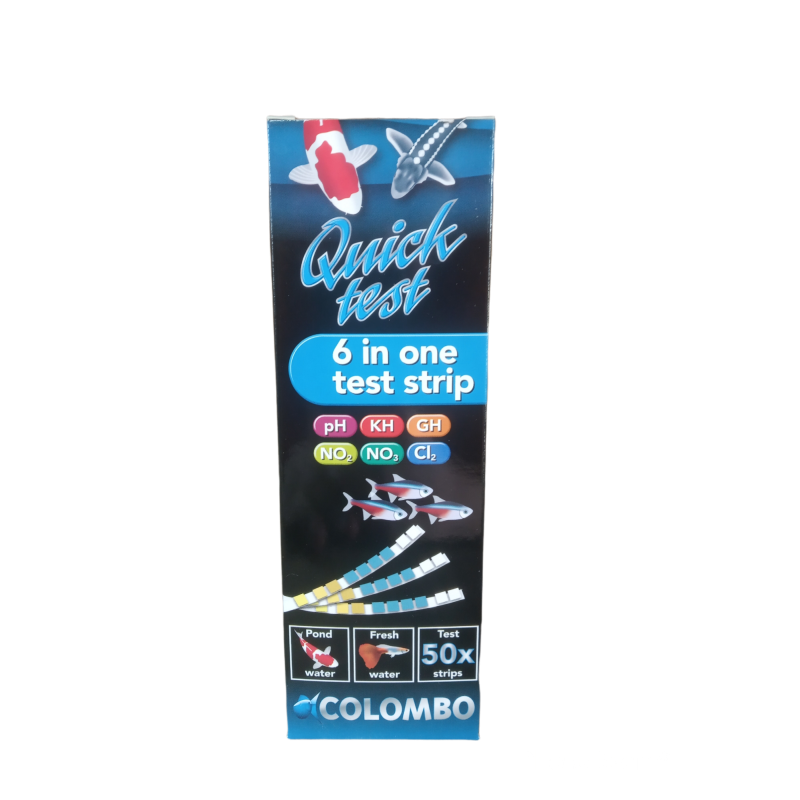 Quick
test
6 in one
test strip
pH KH GH
NO₂ NO₃ Cl₂
Pond
water
Fresh
water
Test
50x
strips
COLOMBO